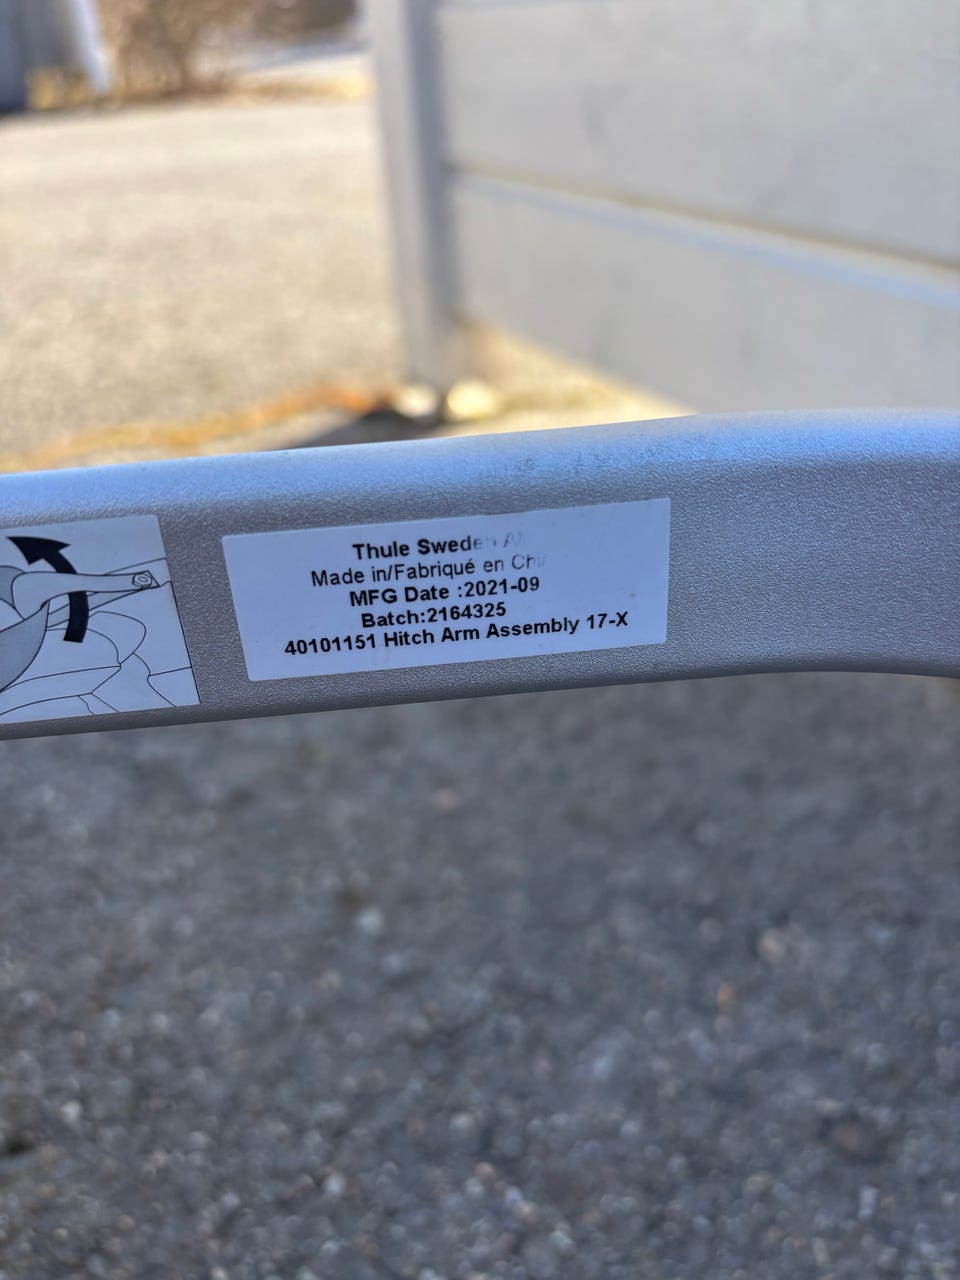 Thule Sweden
Made in/Fabriqué en
MFG Date :2021-09
Batch:2164325
40101151 Hitch Arm Assembly 17-X